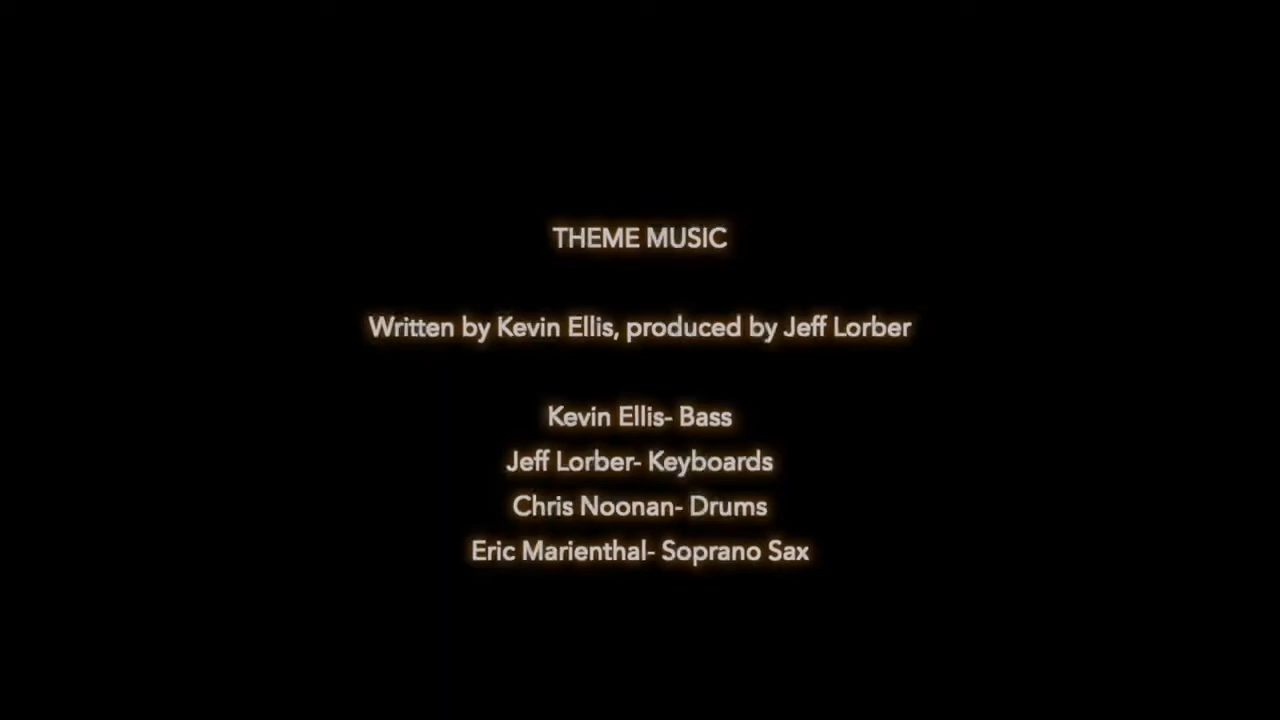 THEME MUSIC
Written by Kevin Ellis, produced by Jeff Lorber
Kevin Ellis- Bass
Jeff Lorber- Keyboards
Chris Noonan- Drums
Eric Marienthal- Soprano Sax